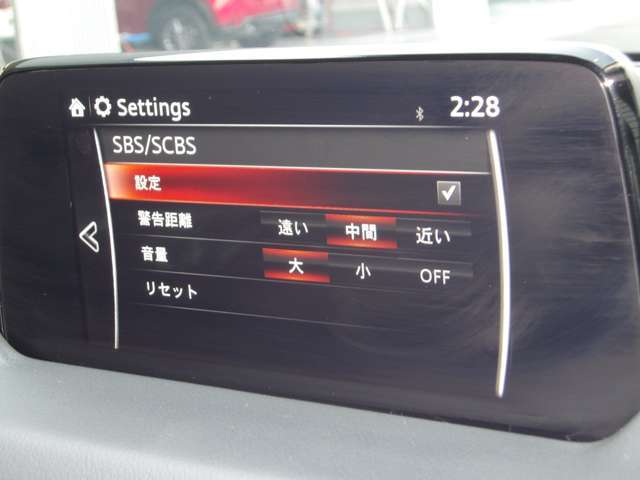 Settings 2:28
SBS/SCBS
設定
警告距離 遠い 中間 近い
音量 大 小 OFF
リセット